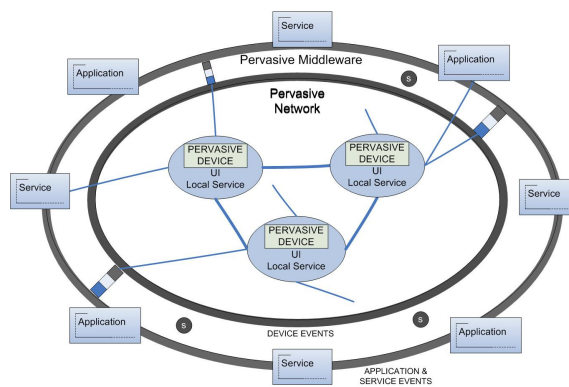 Service
Application
Pervasive Middleware
Application
S
Pervasive
Network
PERVASIVE
DEVICE
UI
Local Service
PERVASIVE
DEVICE
UI
Local Service
Service
Service
PERVASIVE
DEVICE
UI
Local Service
Application
S
DEVICE EVENTS
S
Application
Service
APPLICATION &
SERVICE EVENTS